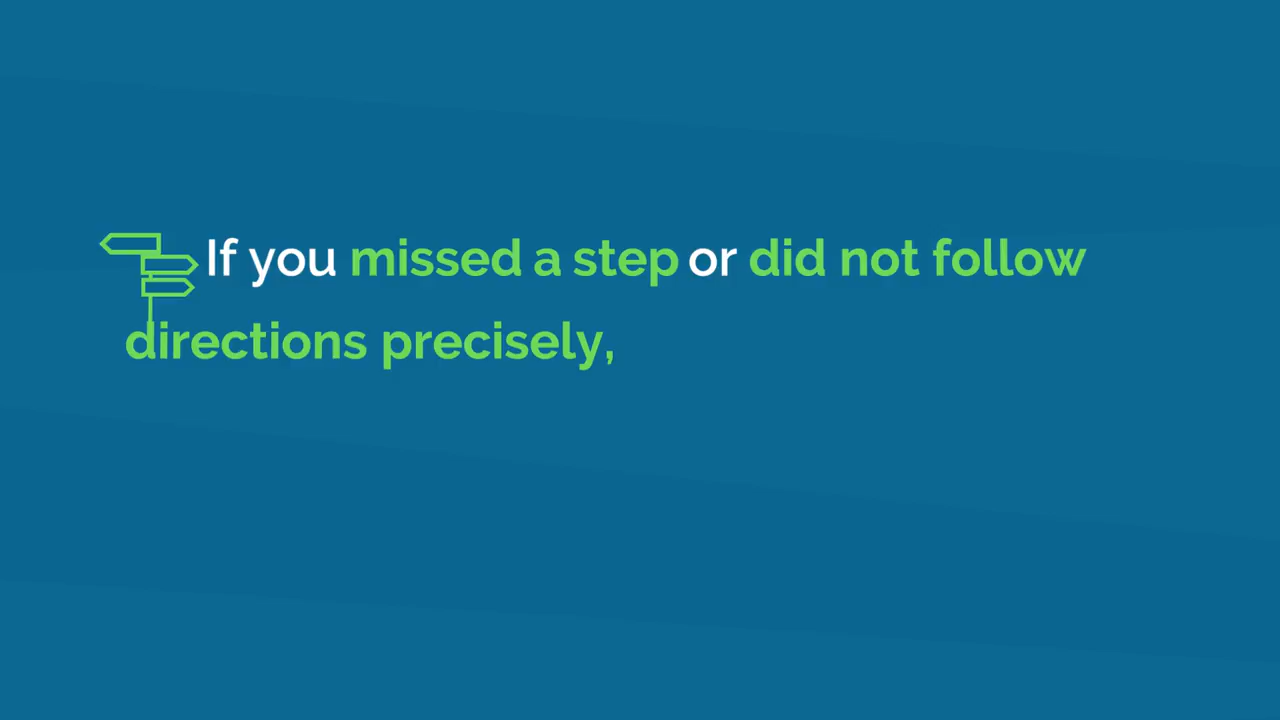 If you missed a step or did not follow
directions precisely,